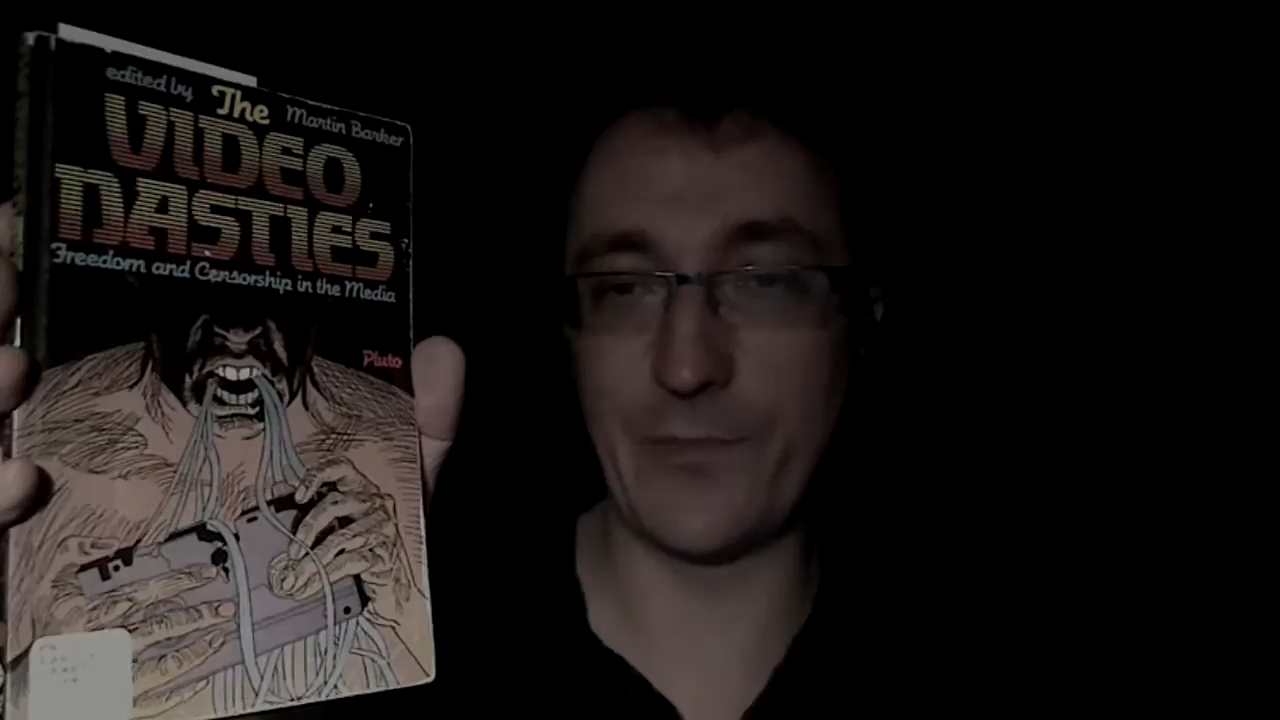 edited by The Martin Barker
VIDEO
NASTIES
Freedom and Censorship in the Media
Pluto